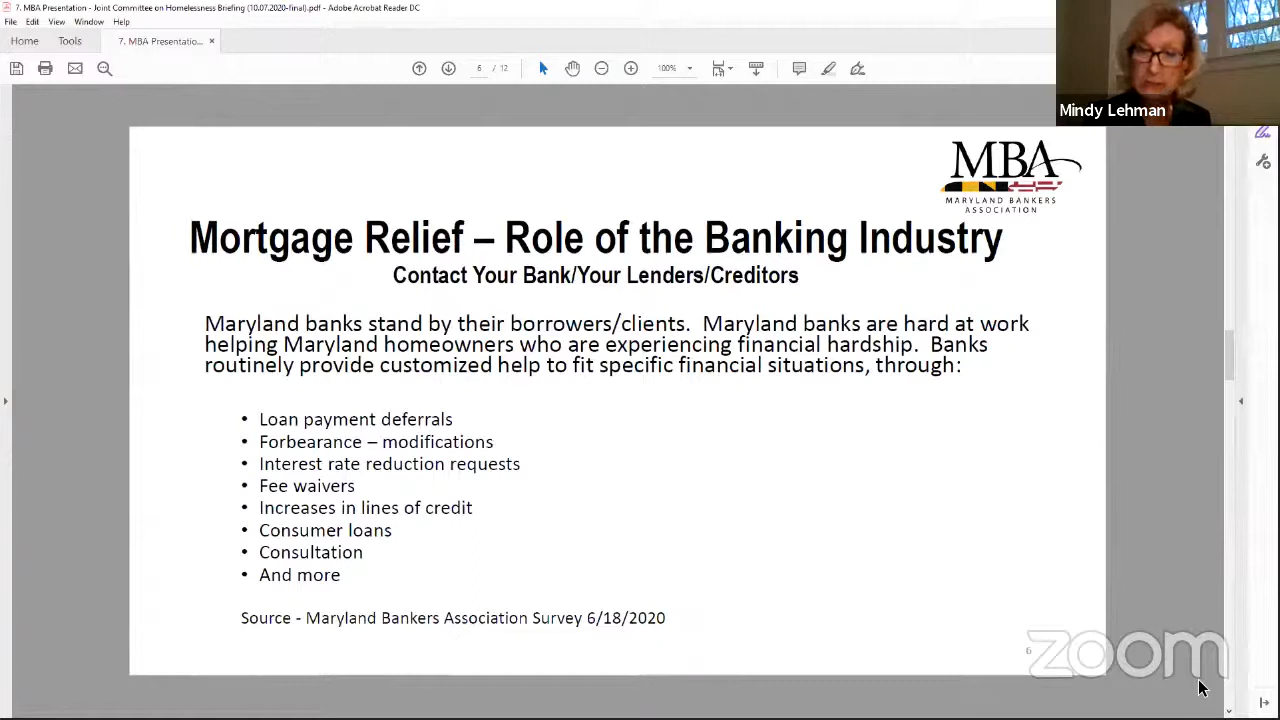 7. MBA Presentation - Joint Committee on Homelessness Briefing (10.07.2020-final).pdf - Adobe Acrobat Reader DC
File Edit View Window Help
Home Tools 7. MBA Presentatio... ×
6 / 12 100%
Mindy Lehman
MBA
MARYLAND BANKERS
ASSOCIATION
Mortgage Relief – Role of the Banking Industry
Contact Your Bank/Your Lenders/Creditors
Maryland banks stand by their borrowers/clients. Maryland banks are hard at work
helping Maryland homeowners who are experiencing financial hardship. Banks
routinely provide customized help to fit specific financial situations, through:
• Loan payment deferrals
• Forbearance – modifications
• Interest rate reduction requests
• Fee waivers
• Increases in lines of credit
• Consumer loans
• Consultation
• And more
Source - Maryland Bankers Association Survey 6/18/2020
6
zoom